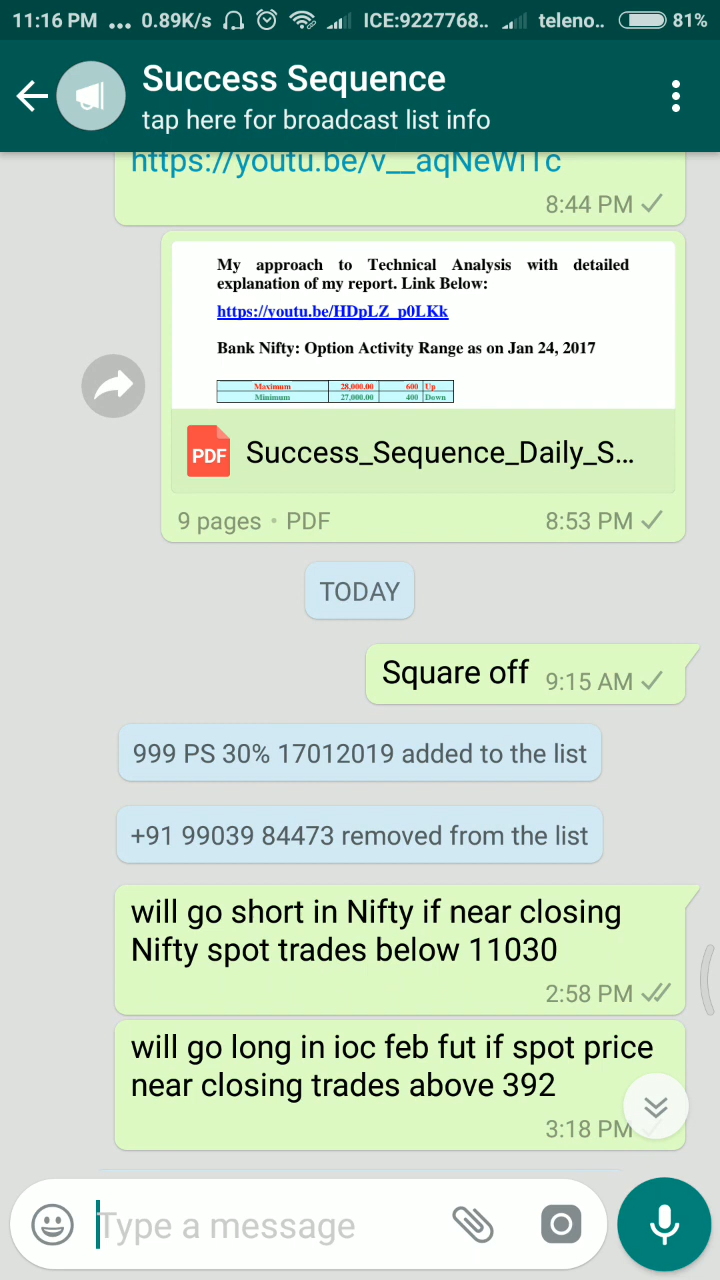 11:16 PM ... 0.89K/s ICE:9227768.. teleno.. 81%
Success Sequence
tap here for broadcast list info
https://youtu.be/v__aqNeWiTc
8:44 PM
My approach to Technical Analysis with detailed
explanation of my report. Link Below:
https://youtu.be/HDpLZ_p0LKk
Bank Nifty: Option Activity Range as on Jan 24, 2017
Maximum 28,000.00 600 Up
Minimum 27,000.00 400 Down
PDF Success_Sequence_Daily_S...
9 pages • PDF 8:53 PM
TODAY
Square off 9:15 AM
999 PS 30% 17012019 added to the list
+91 99039 84473 removed from the list
will go short in Nifty if near closing
Nifty spot trades below 11030
2:58 PM
will go long in ioc feb fut if spot price
near closing trades above 392
3:18 PM
Type a message